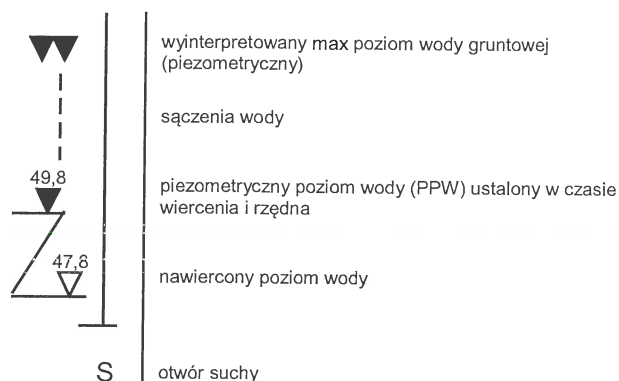 wyinterpretowany max poziom wody gruntowej
(piezometryczny)
sączenia wody
49,8
piezometryczny poziom wody (PPW) ustalony w czasie
wiercenia i rzędna
47,8
nawiercony poziom wody
S
otwór suchy